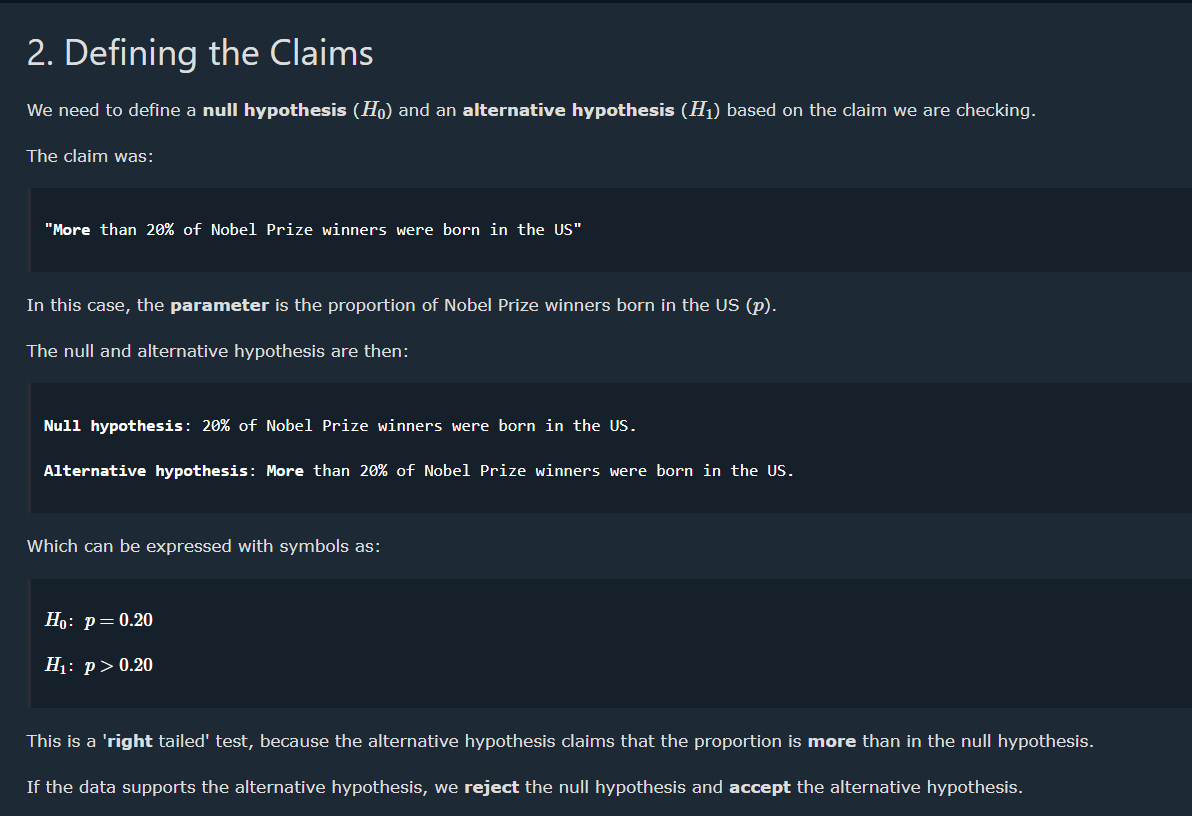 2. Defining the Claims
We need to define a null hypothesis (H₀) and an alternative hypothesis (H₁) based on the claim we are checking.
The claim was:
"More than 20% of Nobel Prize winners were born in the US"
In this case, the parameter is the proportion of Nobel Prize winners born in the US (p).
The null and alternative hypothesis are then:
Null hypothesis: 20% of Nobel Prize winners were born in the US.
Alternative hypothesis: More than 20% of Nobel Prize winners were born in the US.
Which can be expressed with symbols as:
H₀: p = 0.20
H₁: p > 0.20
This is a 'right tailed' test, because the alternative hypothesis claims that the proportion is more than in the null hypothesis.
If the data supports the alternative hypothesis, we reject the null hypothesis and accept the alternative hypothesis.